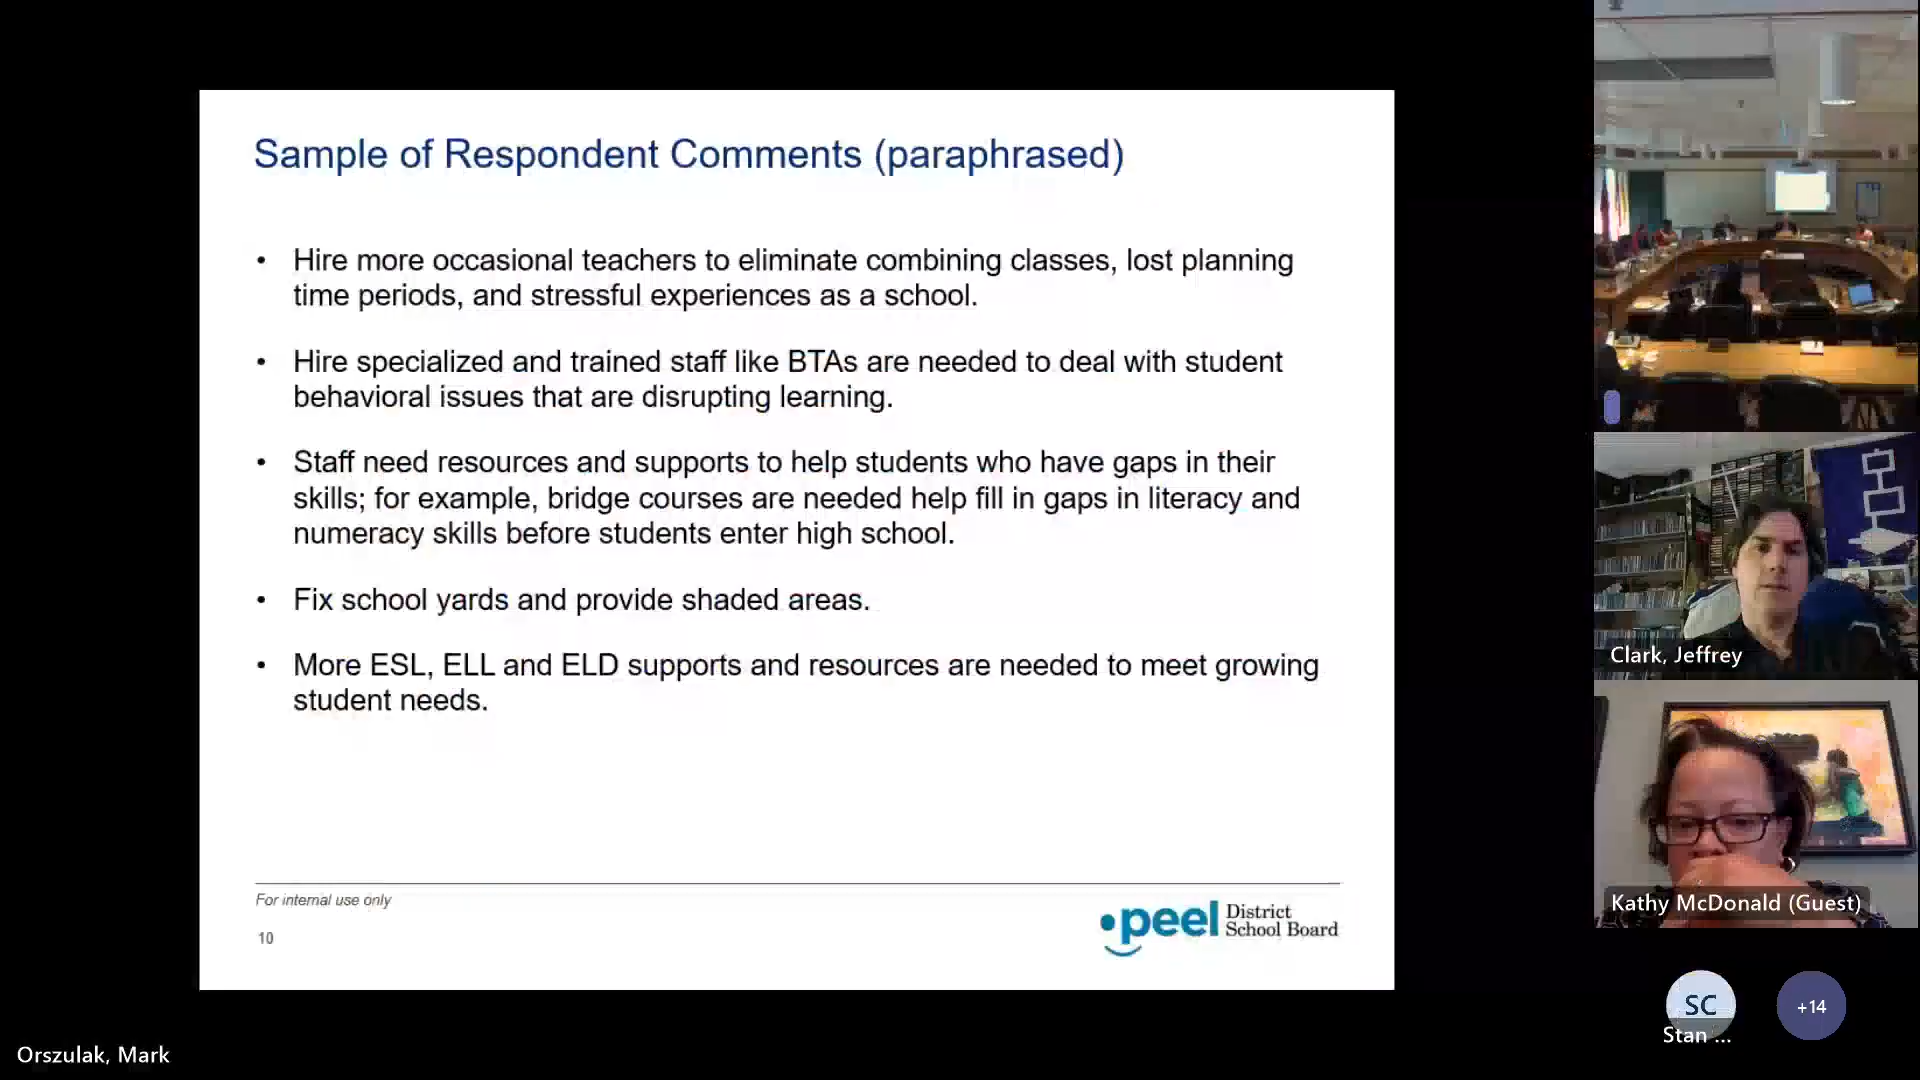 Sample of Respondent Comments (paraphrased)
• Hire more occasional teachers to eliminate combining classes, lost planning
time periods, and stressful experiences as a school.
• Hire specialized and trained staff like BTAs are needed to deal with student
behavioral issues that are disrupting learning.
• Staff need resources and supports to help students who have gaps in their
skills; for example, bridge courses are needed help fill in gaps in literacy and
numeracy skills before students enter high school.
• Fix school yards and provide shaded areas.
• More ESL, ELL and ELD supports and resources are needed to meet growing
student needs.
For internal use only
10
peel District
School Board
Clark, Jeffrey
Kathy McDonald (Guest)
SC
Stan ...
+14
Orszulak, Mark